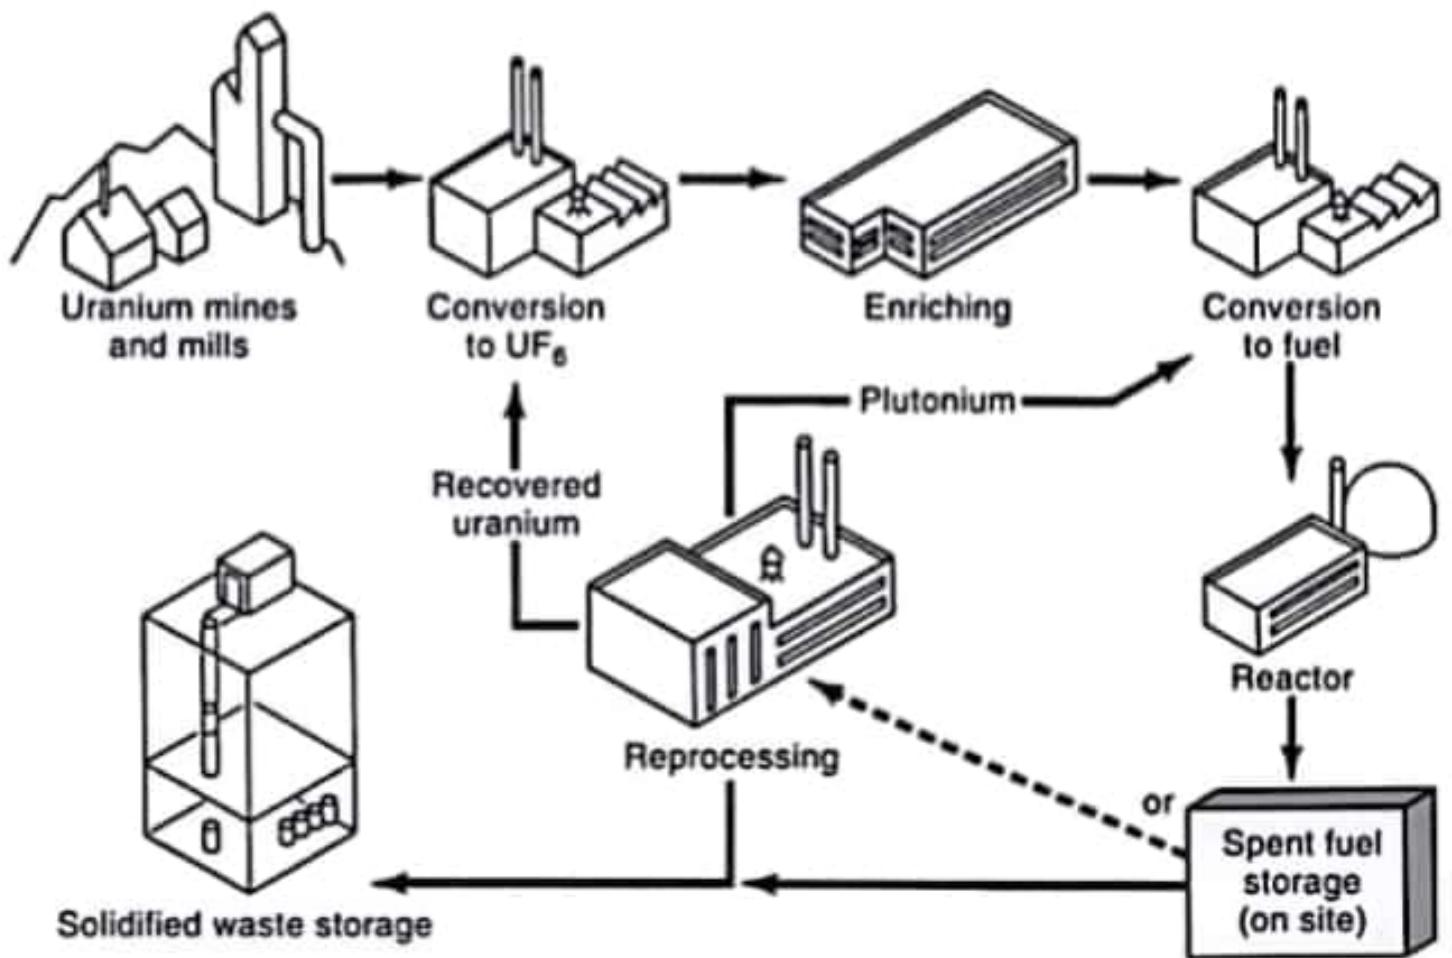 Uranium mines
and mills
Conversion
to UF₆
Enriching
Conversion
to fuel
Plutonium
Recovered
uranium
Reactor
Reprocessing
or
Spent fuel
storage
(on site)
Solidified waste storage